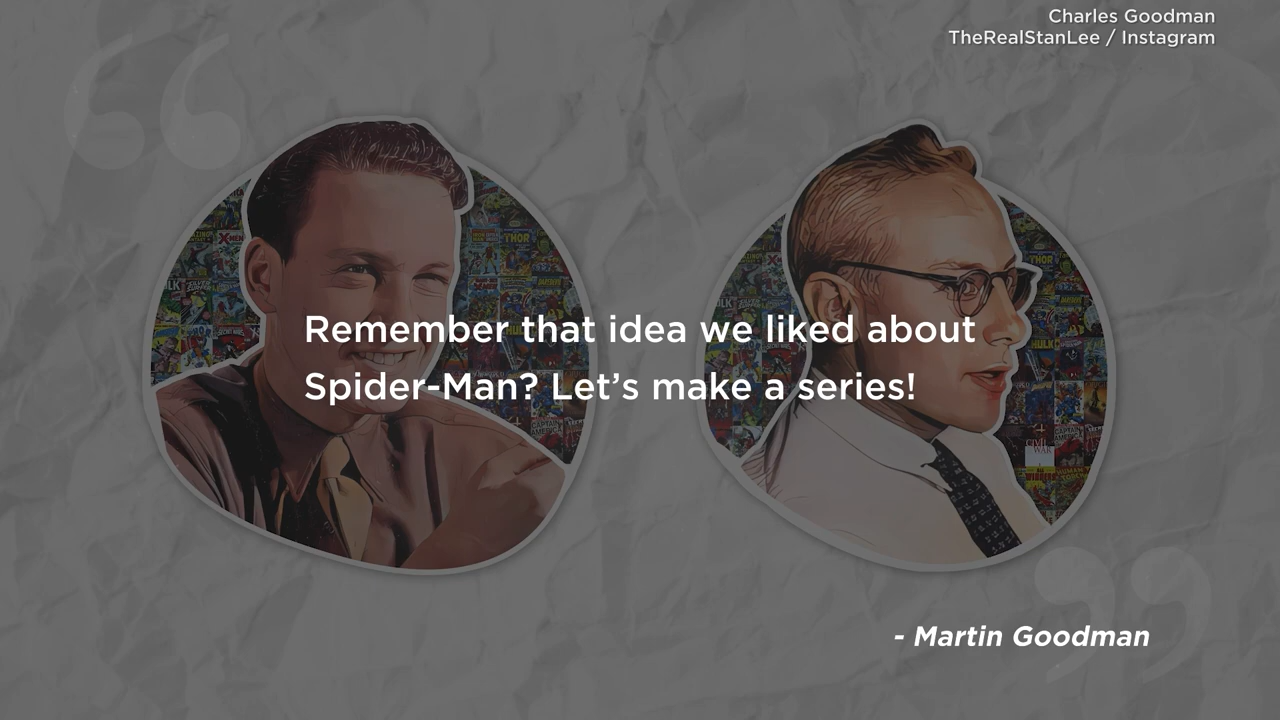 Charles Goodman
TheRealStanLee / Instagram
Remember that idea we liked about
Spider-Man? Let’s make a series!
- Martin Goodman